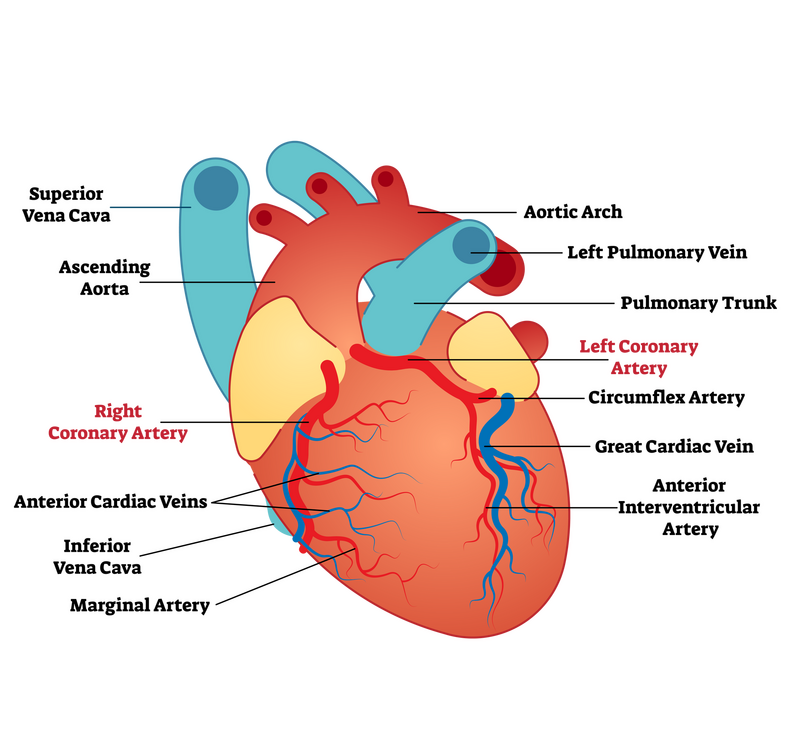 Superior
Vena Cava
Ascending
Aorta
Right
Coronary Artery
Anterior Cardiac Veins
Inferior
Vena Cava
Marginal Artery
Aortic Arch
Left Pulmonary Vein
Pulmonary Trunk
Left Coronary
Artery
Circumflex Artery
Great Cardiac Vein
Anterior
Interventricular
Artery